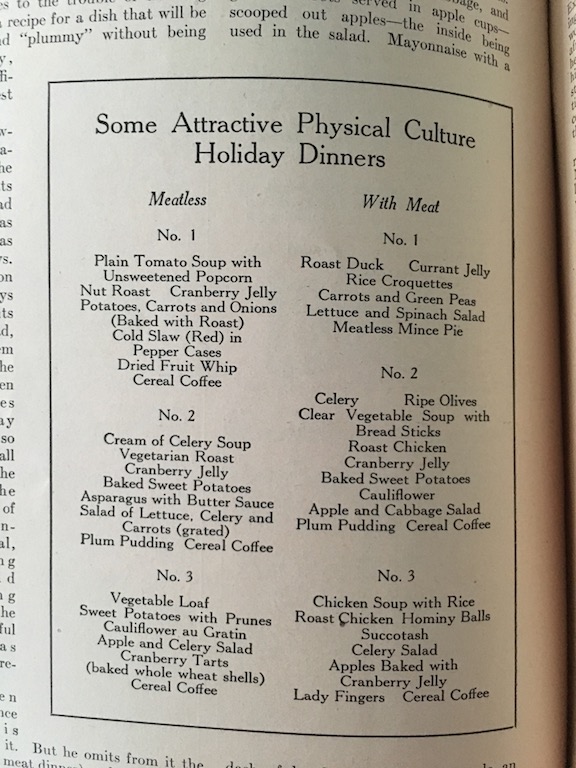 es to the trouble of
recipe for a dish that will be
d "plummy" without being
served in apple cups—
scooped out apples—the inside being
used in the salad. Mayonnaise with a
Some Attractive Physical Culture
Holiday Dinners
Meatless
No. 1
Plain Tomato Soup with
Unsweetened Popcorn
Nut Roast Cranberry Jelly
Potatoes, Carrots and Onions
(Baked with Roast)
Cold Slaw (Red) in
Pepper Cases
Dried Fruit Whip
Cereal Coffee
No. 2
Cream of Celery Soup
Vegetarian Roast
Cranberry Jelly
Baked Sweet Potatoes
Asparagus with Butter Sauce
Salad of Lettuce, Celery and
Carrots (grated)
Plum Pudding Cereal Coffee
No. 3
Vegetable Loaf
Sweet Potatoes with Prunes
Cauliflower au Gratin
Apple and Celery Salad
Cranberry Tarts
(baked whole wheat shells)
Cereal Coffee
With Meat
No. 1
Roast Duck Currant Jelly
Rice Croquettes
Carrots and Green Peas
Lettuce and Spinach Salad
Meatless Mince Pie
No. 2
Celery Ripe Olives
Clear Vegetable Soup with
Bread Sticks
Roast Chicken
Cranberry Jelly
Baked Sweet Potatoes
Cauliflower
Apple and Cabbage Salad
Plum Pudding Cereal Coffee
No. 3
Chicken Soup with Rice
Roast Chicken Hominy Balls
Succotash
Celery Salad
Apples Baked with
Cranberry Jelly
Lady Fingers Cereal Coffee
it. But he omits from it the